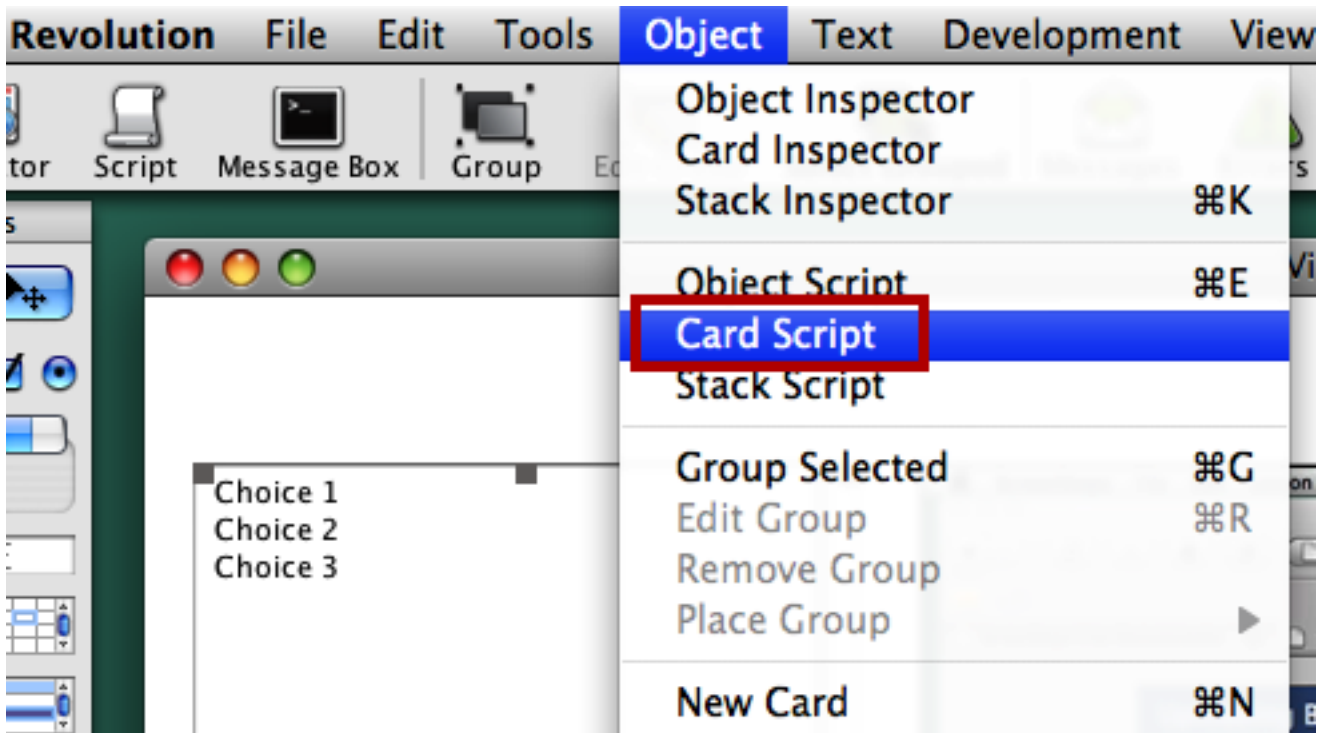 Revolution File Edit Tools Object Text Development View
tor Script Message Box Group
Object Inspector
Card Inspector
Stack Inspector ⌘K
Object Script ⌘E
Card Script
Stack Script
Group Selected ⌘G
Edit Group ⌘R
Remove Group
Place Group
New Card ⌘N
Choice 1
Choice 2
Choice 3